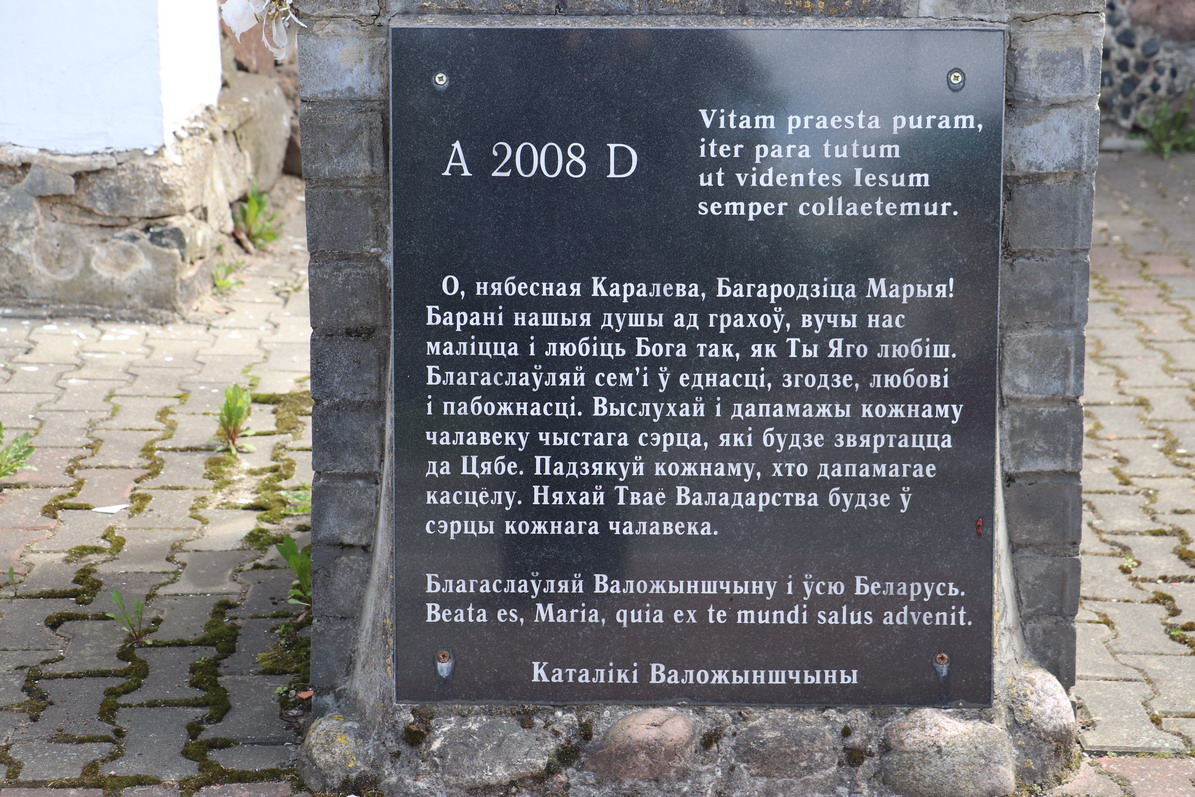 A 2008 D
Vitam praesta puram,
iter para tutum
ut videntes Iesum
semper collaetemur.
О, нябесная Каралева, Багародзіца Марыя!
Барані нашыя душы ад грахоў, вучы нас
маліцца і любіць Бога так, як Ты Яго любіш.
Благаслаўляй сем'і ў еднасці, згодзе, любові
і пабожнасці. Выслухай і дапамажы кожнаму
чалавеку чыстага сэрца, які будзе звяртацца
да Цябе. Падзякуй кожнаму, хто дапамагае
касцёлу. Няхай Тваё Валадарства будзе ў
сэрцы кожнага чалавека.
Благаслаўляй Валожыншчыну і ўсю Беларусь.
Beata es, Maria, quia ex te mundi salus advenit.
Каталікі Валожыншчыны